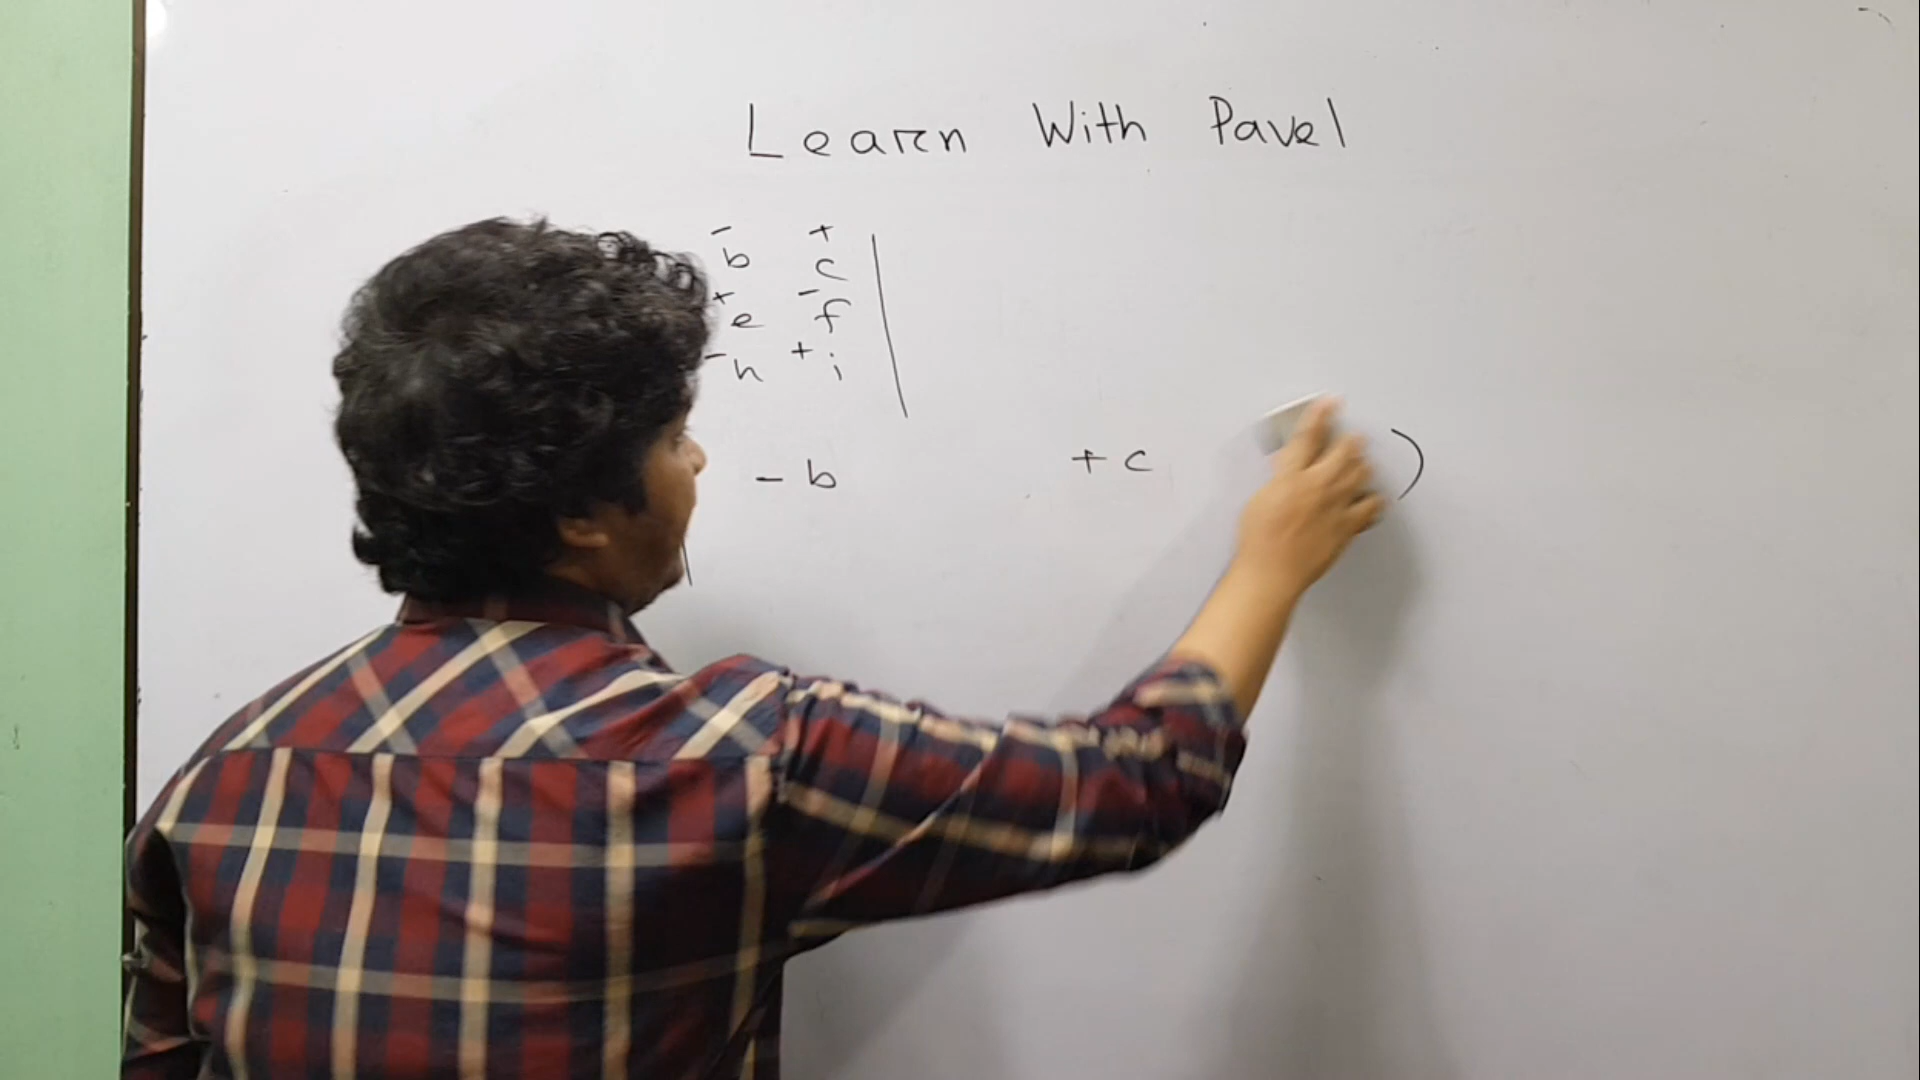 Learn With Pavel
- +
b c
+ -
e f
- +
h i
- b + c )